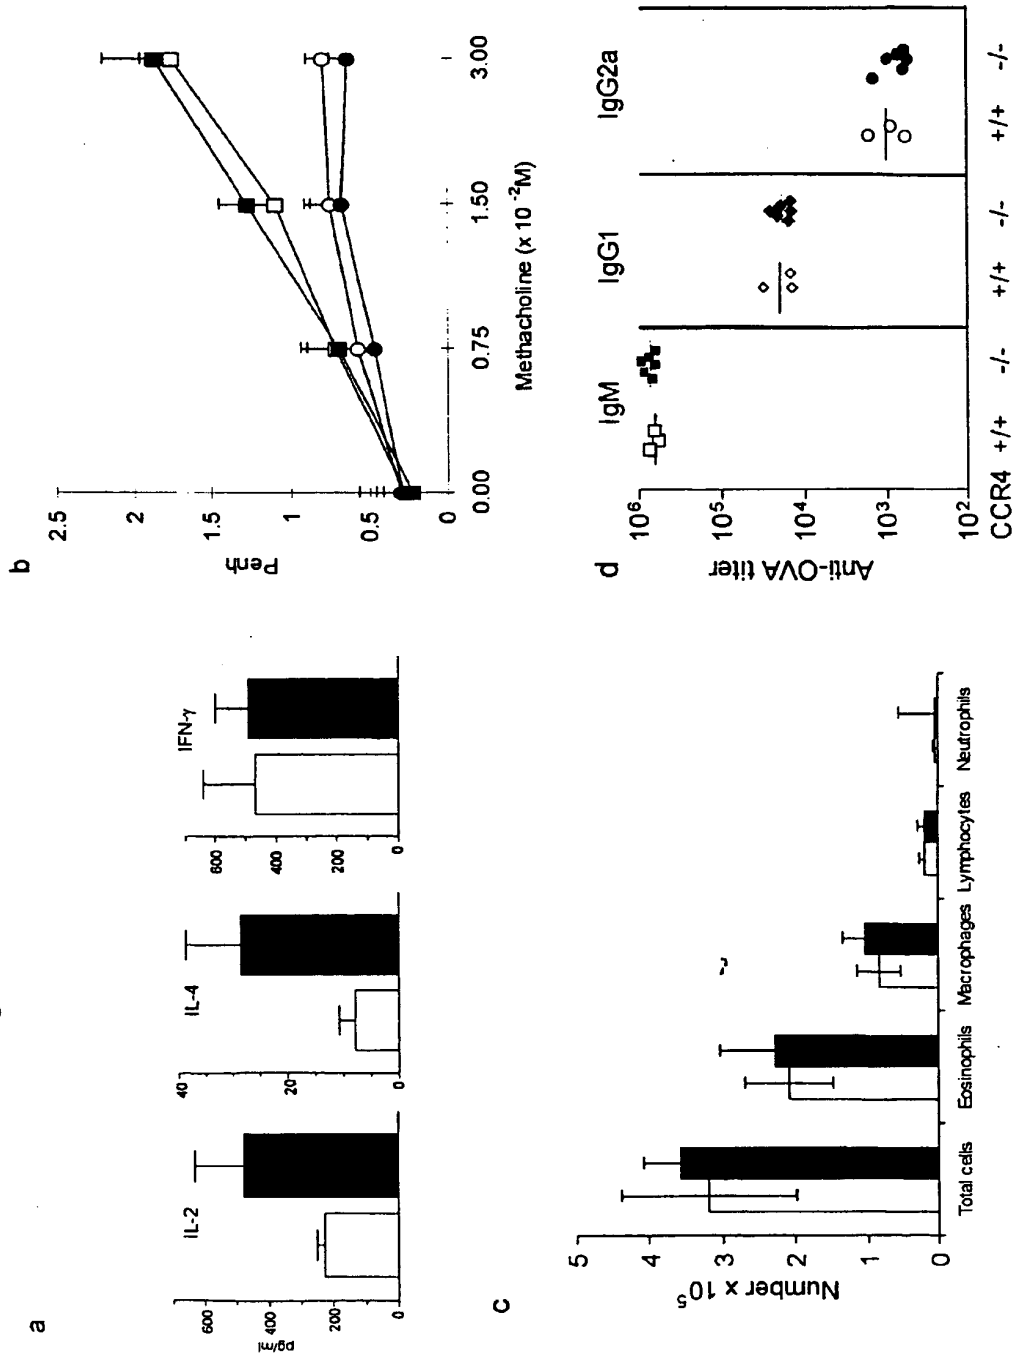 a
IL-2
600
400
200
0
pg/ml
IL-4
40
20
0
IFN-γ
600
400
200
0
b
2.5
2
1.5
1
0.5
0
Penh
0.00 0.75 1.50 3.00
Methacholine (x 10 -2M)
c
5
4
3
2
1
0
Number x 10⁵
Total cells Eosinophils Macrophages Lymphocytes Neutrophils
d
IgM IgG1 IgG2a
10⁶
10⁵
10⁴
10³
10²
Anti-OVA titer
CCR4 +/+ -/- +/+ -/- +/+ -/-